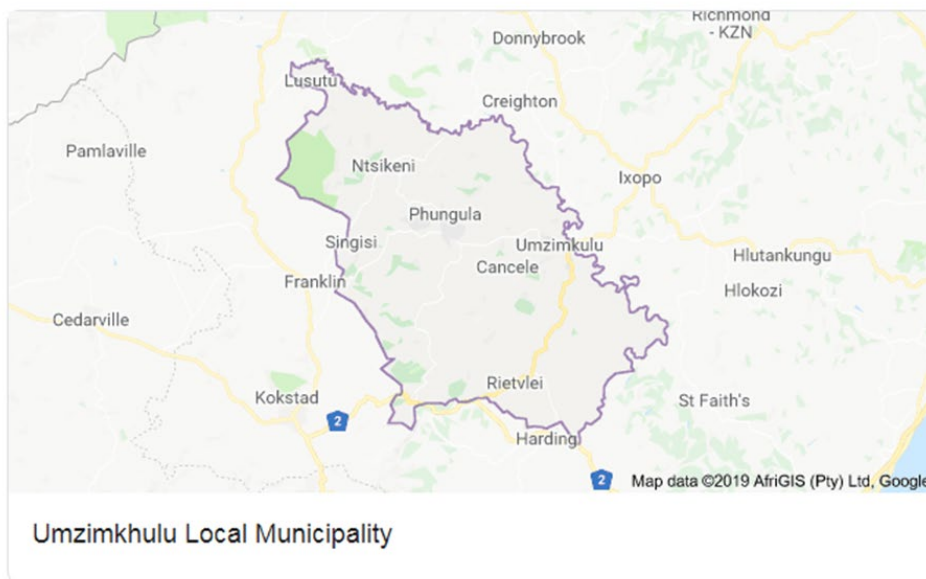 Richmond
- KZN
Donnybrook
Lusutu
Creighton
Pamlaville
Ntsikeni
Ixopo
Phungula
Singisi
Umzimkulu
Hlutankungu
Cancele
Franklin
Hlokozi
Cedarville
Rietvlei
Kokstad
St Faith's
2
Harding
2
Map data ©2019 AfriGIS (Pty) Ltd, Google
Umzimkhulu Local Municipality